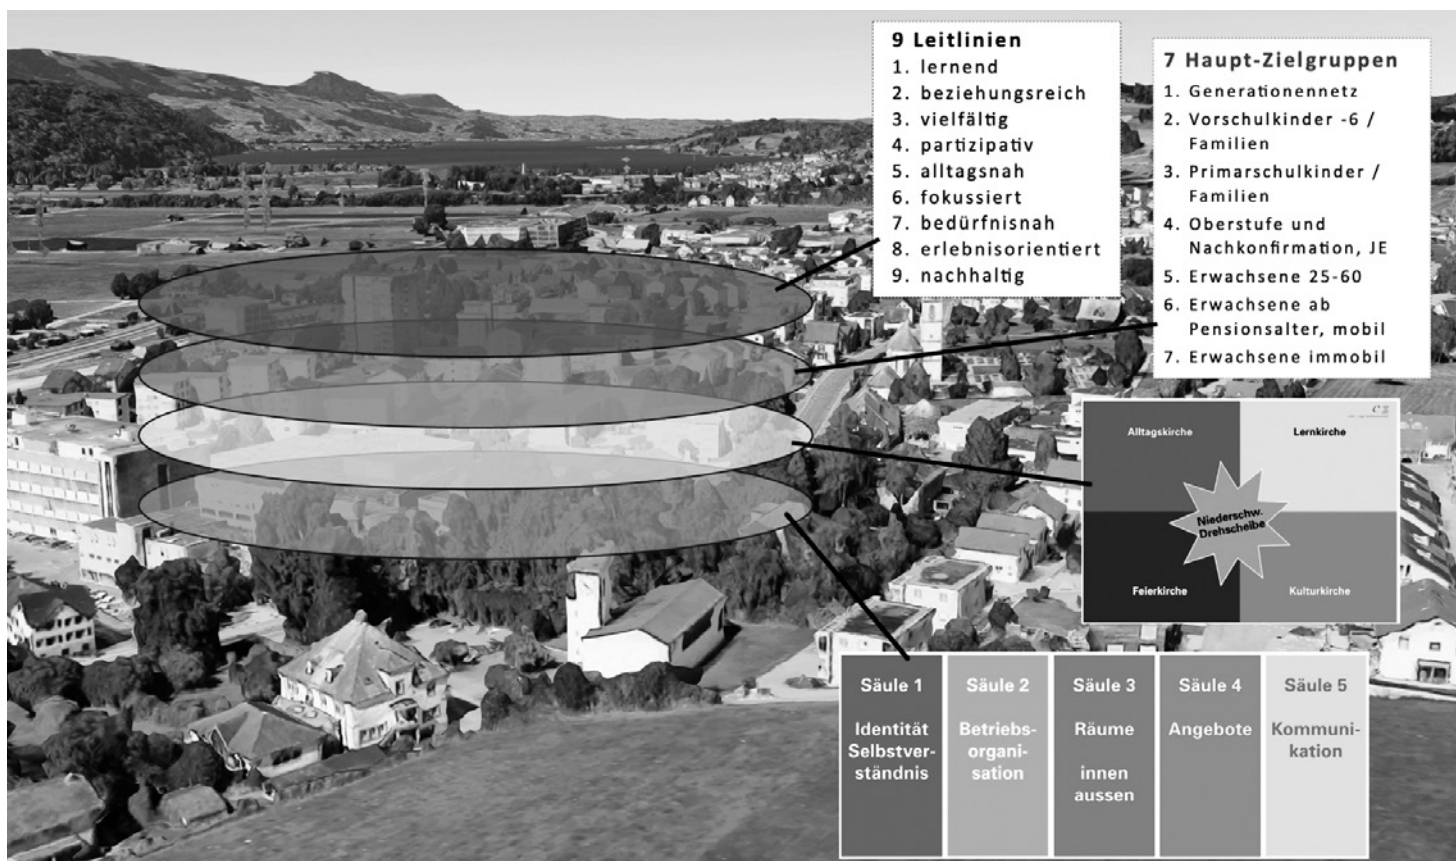 9 Leitlinien
1. lernend
2. beziehungsreich
3. vielfältig
4. partizipativ
5. alltagsnah
6. fokussiert
7. bedürfnisnah
8. erlebnisorientiert
9. nachhaltig
7 Haupt-Zielgruppen
1. Generationennetz
2. Vorschulkinder -6 /
Familien
3. Primarschulkinder /
Familien
4. Oberstufe und
Nachkonfirmation, JE
5. Erwachsene 25-60
6. Erwachsene ab
Pensionsalter, mobil
7. Erwachsene immobil
Alltagskirche
Lernkirche
Niederschw.
Drehscheibe
Feierkirche
Kulturkirche
Säule 1
Identität
Selbstver-
ständnis
Säule 2
Betriebs-
organi-
sation
Säule 3
Räume
innen
aussen
Säule 4
Angebote
Säule 5
Kommuni-
kation